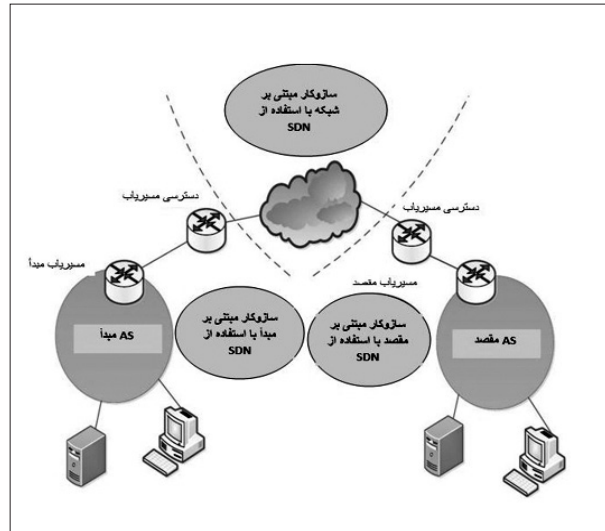 سازوکار مبتنی بر
شبکه با استفاده از
SDN
دسترسی مسیریاب
دسترسی مسیریاب
مسیریاب مبدأ
مسیریاب مقصد
سازوکار مبتنی بر
مبدأ با استفاده از
SDN
سازوکار مبتنی بر
مقصد با استفاده از
SDN
AS مبدأ
AS مقصد